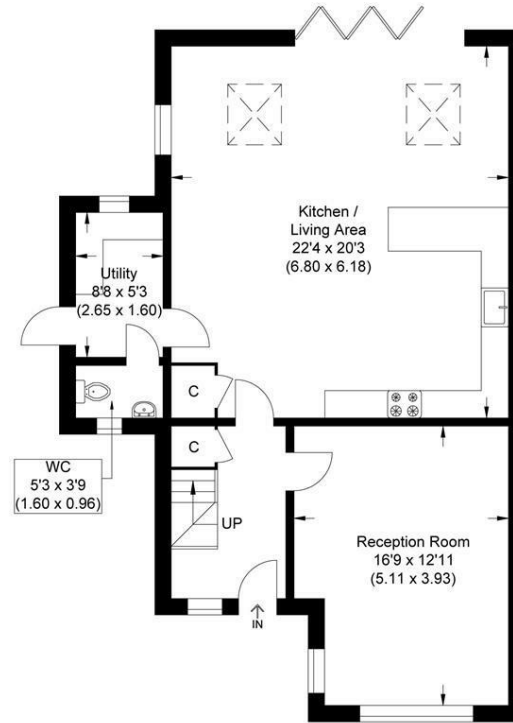 Kitchen /
Living Area
22'4 x 20'3
(6.80 x 6.18)
Utility
8'8 x 5'3
(2.65 x 1.60)
C
C
WC
5'3 x 3'9
(1.60 x 0.96)
UP
IN
Reception Room
16'9 x 12'11
(5.11 x 3.93)